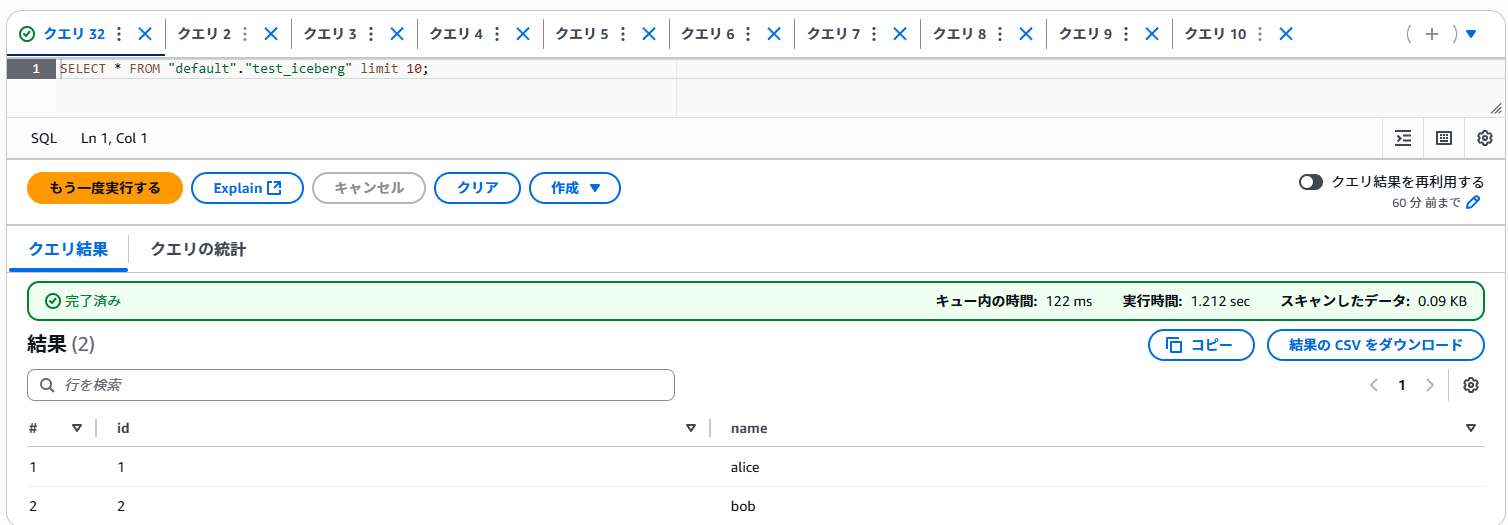 クエリ 32 クエリ 2 クエリ 3 クエリ 4 クエリ 5 クエリ 6 クエリ 7 クエリ 8 クエリ 9 クエリ 10
1 SELECT * FROM "default"."test_iceberg" limit 10;
SQL Ln 1, Col 1
もう一度実行する Explain キャンセル クリア 作成 クエリ結果を再利用する
60 分 前まで
クエリ結果 クエリの統計
完了済み キュー内の時間: 122 ms 実行時間: 1.212 sec スキャンしたデータ: 0.09 KB
結果 (2) コピー 結果の CSV をダウンロード
行を検索 1
# id name
1 1 alice
2 2 bob